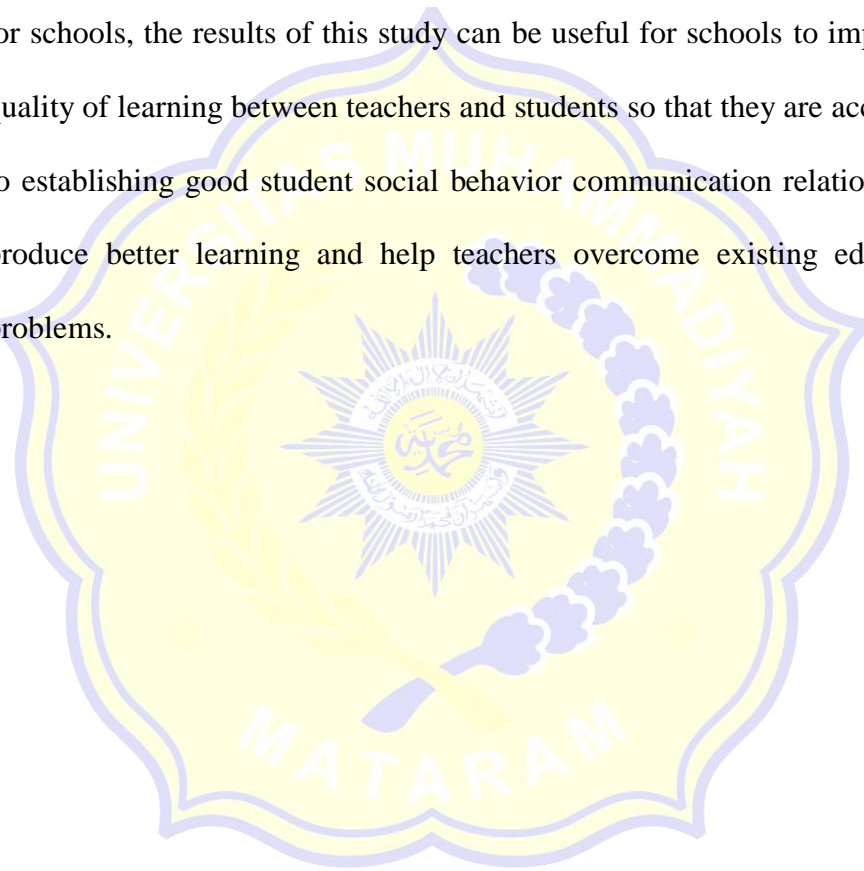 or schools, the results of this study can be useful for schools to imp
quality of learning between teachers and students so that they are acc
o establishing good student social behavior communication relatio
produce better learning and help teachers overcome existing ed
problems.
UNIVERSITAS MUHAMMADIYAH
MATARAM